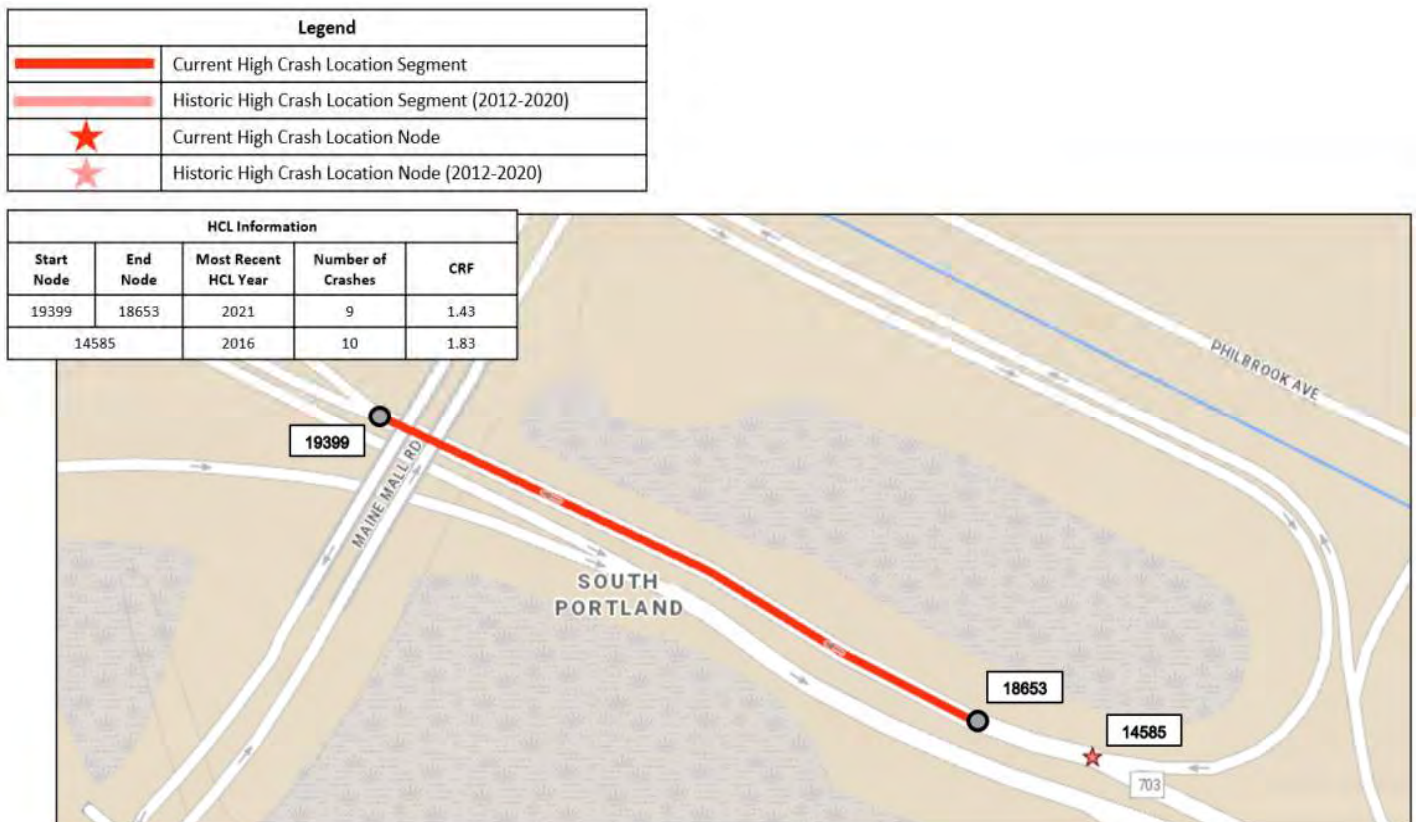 Legend
Current High Crash Location Segment
Historic High Crash Location Segment (2012-2020)
Current High Crash Location Node
Historic High Crash Location Node (2012-2020)
HCL Information
Start Node End Node Most Recent HCL Year Number of Crashes CRF
19399 18653 2021 9 1.43
14585 2016 10 1.83
PHILBROOK AVE
19399
MAINE MALL RD
SOUTH
PORTLAND
18653
14585
703